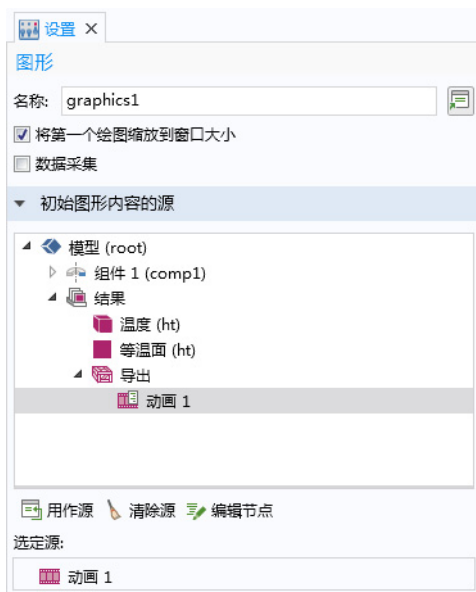 设置
图形
名称: graphics1
将第一个绘图缩放到窗口大小
数据采集
初始图形内容的源
模型 (root)
组件 1 (comp1)
结果
温度 (ht)
等温面 (ht)
导出
动画 1
用作源 清除源 编辑节点
选定源:
动画 1